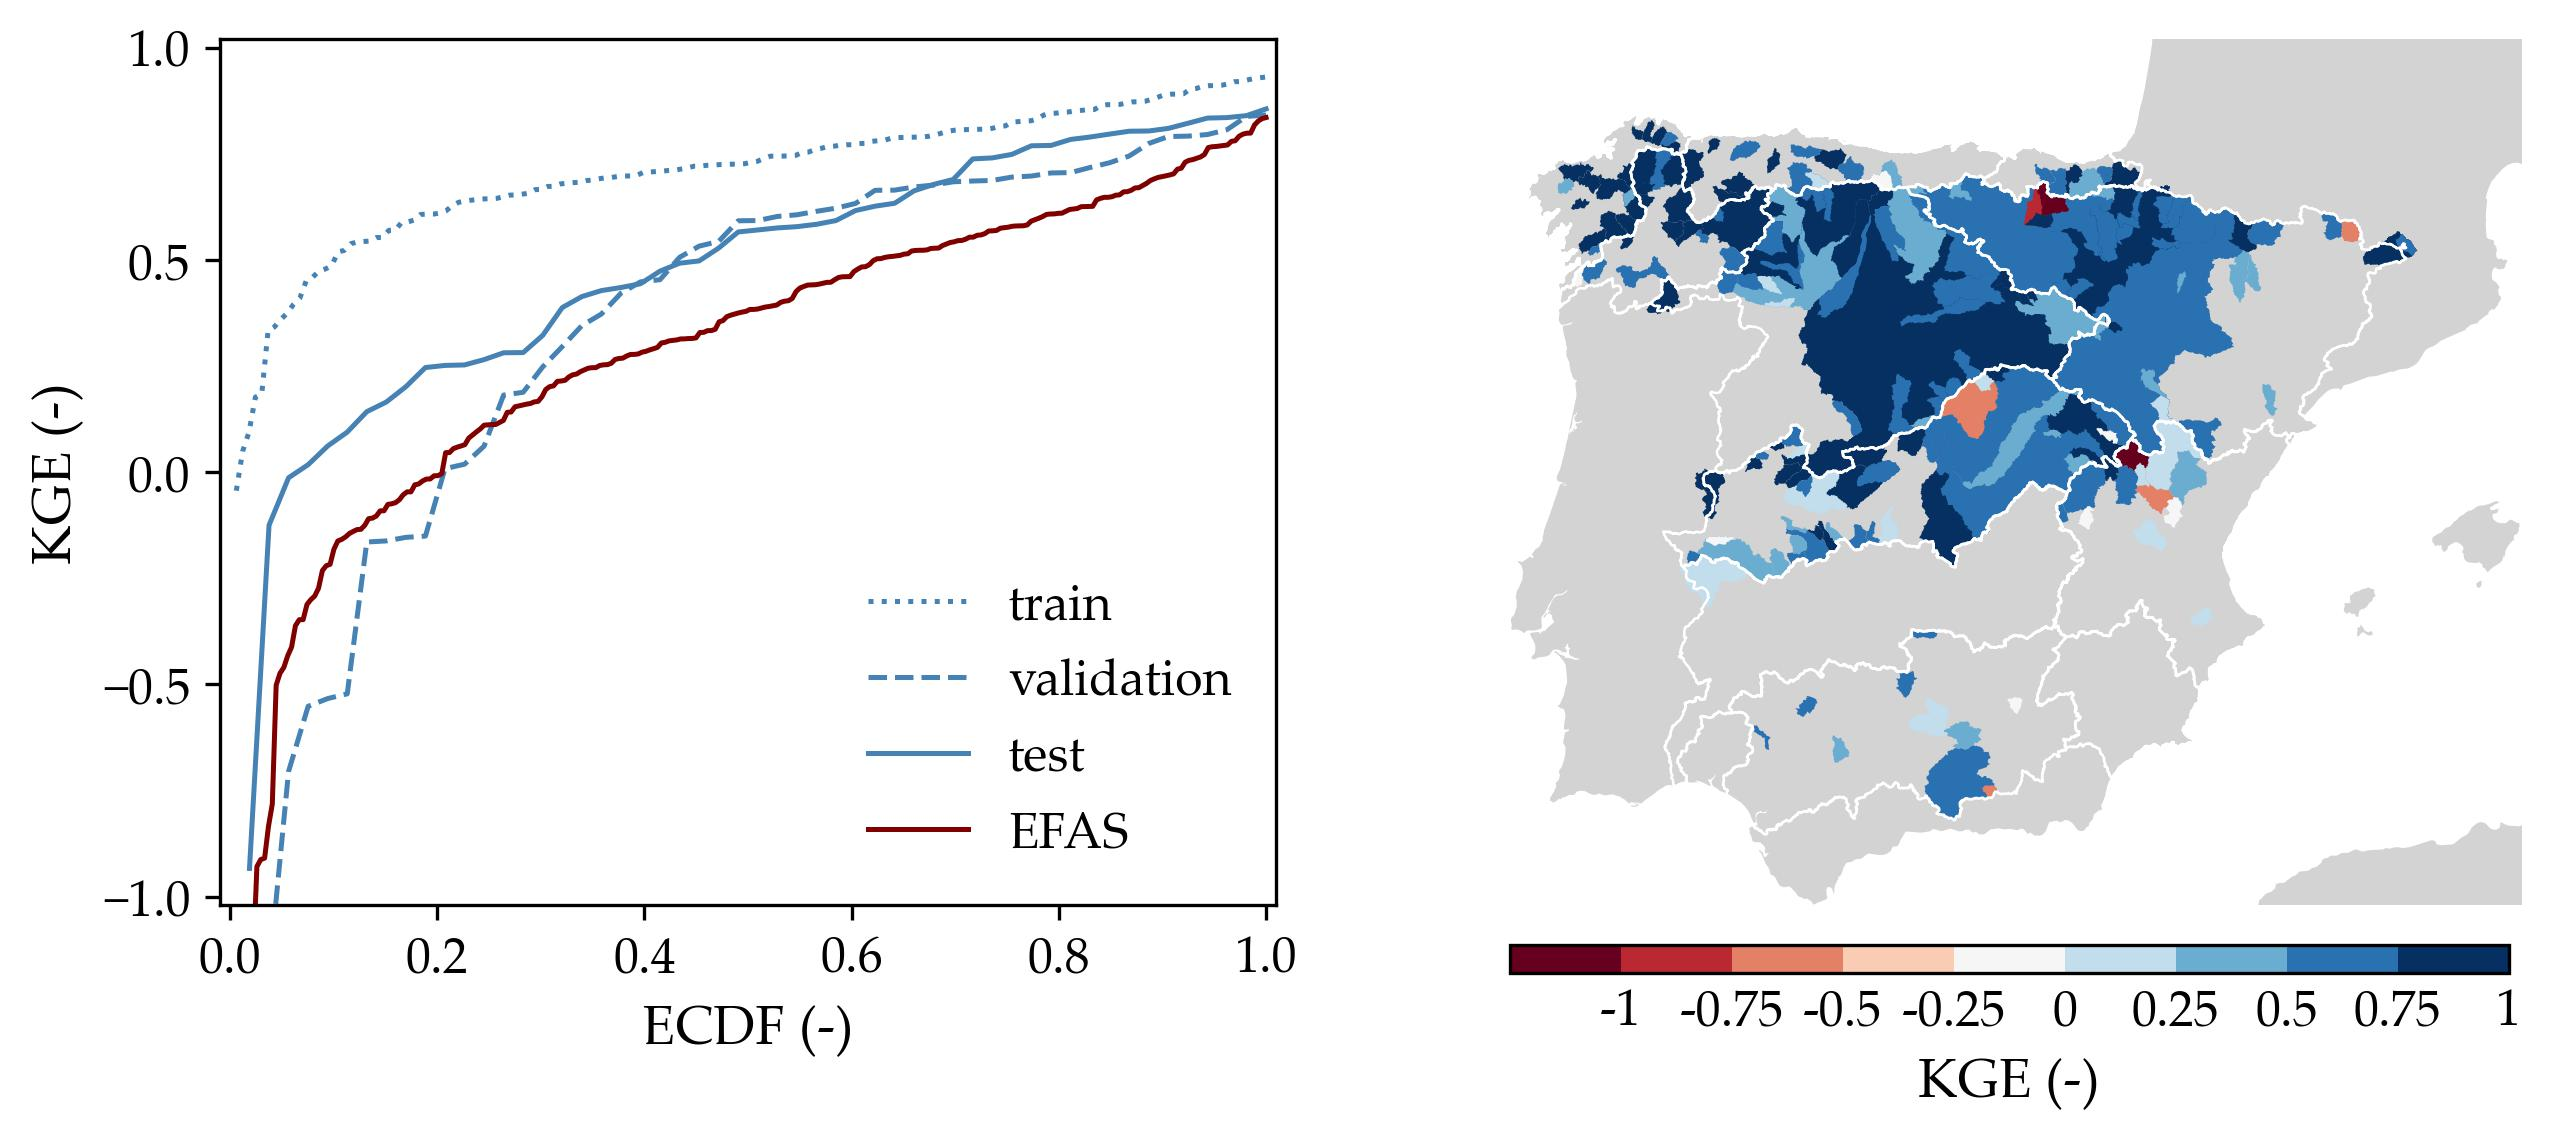 1.0
0.5
0.0
–0.5
–1.0
KGE (-)
0.0 0.2 0.4 0.6 0.8 1.0
ECDF (-)
train
validation
test
EFAS
-1 -0.75 -0.5 -0.25 0 0.25 0.5 0.75 1
KGE (-)